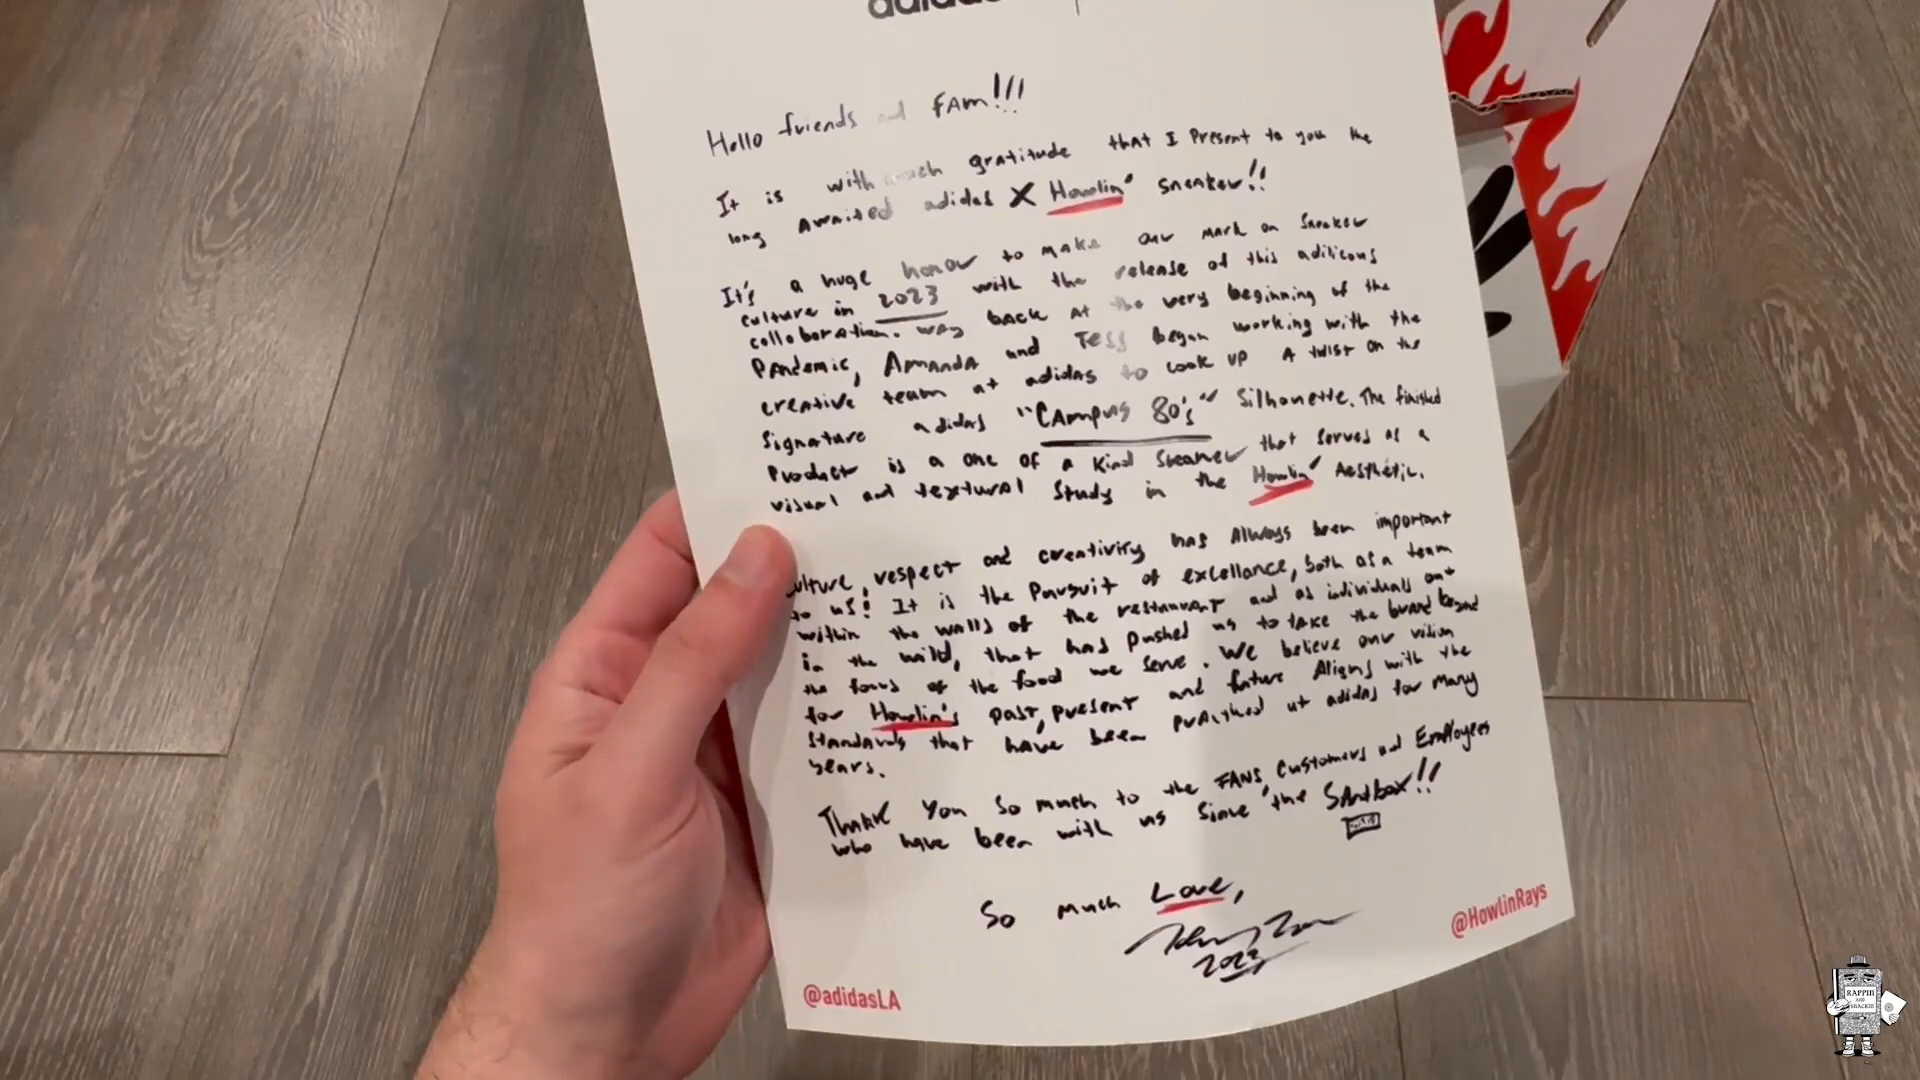 adidas
Hello friends and FAM!!!
It is with much gratitude that I Present to you the
long Awaited adidas X Howlin' sneaker!!
It's a huge honor to make our mark on sneaker
culture in 2023 with the release of this adilicous
collaboration. way back at the very beginning of the
Pandemic, Amanda and Tess began working with the
creative team at adidas to cook up a twist on the
signature adidas "Campus 80's" Silhouette. The finished
Product is a one of a kind Sneaner that serves as a
visual and textural study in the Howlin' Aesthetic.
culture, respect and creativity has Always been important
to us! It is the Pursuit of excellance, both as a team
within the walls of the restaurant and as individuals out
in the wild, that has pushed us to take the brand beyond
the focus of the food we serve. We believe our vision
for Howlin's past, present and future Aligns with the
standards that have been pushed at adidas for many
years.
Thank You so much to the FANS, Customers and Employees
who have been with us since "the Sandbox!!
So much Love,
2023
@adidasLA
@HowlinRays
RAPPIN
AND
SNACKIN